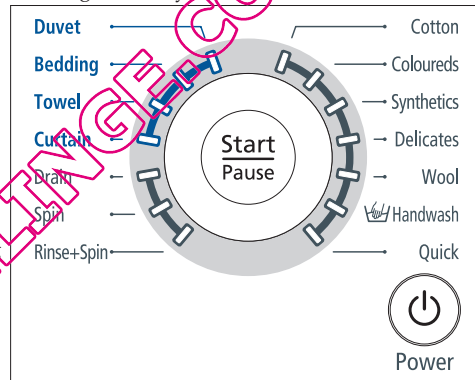 Duvet
Bedding
Towel
Curtain
Drain
Spin
Rinse+Spin
Start
Pause
Cotton
Coloureds
Synthetics
Delicates
Wool
Handwash
Quick
Power